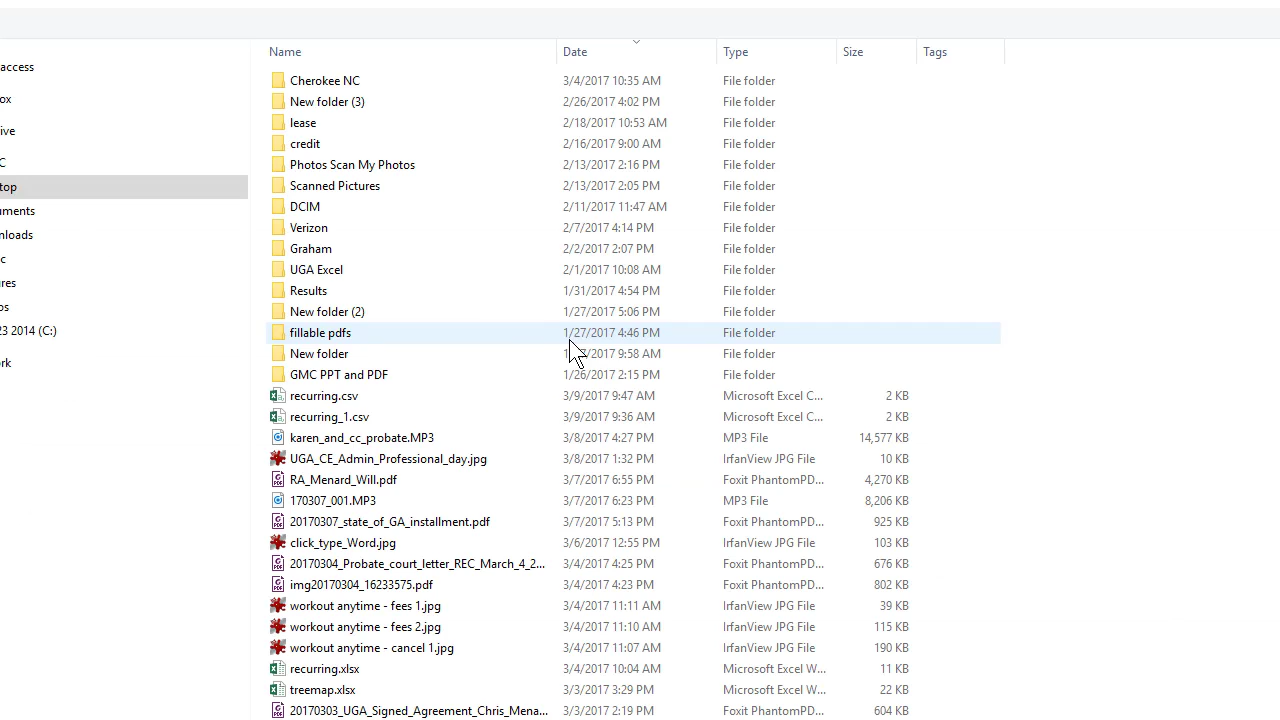 Name Date Type Size Tags
access
Cherokee NC 3/4/2017 10:35 AM File folder
ox
New folder (3) 2/26/2017 4:02 PM File folder
lease 2/18/2017 10:53 AM File folder
ive
credit 2/16/2017 9:00 AM File folder
C
Photos Scan My Photos 2/13/2017 2:16 PM File folder
top
Scanned Pictures 2/13/2017 2:05 PM File folder
uments
DCIM 2/11/2017 11:47 AM File folder
nloads
Verizon 2/7/2017 4:14 PM File folder
Graham 2/2/2017 2:07 PM File folder
c
UGA Excel 2/1/2017 10:08 AM File folder
res
Results 1/31/2017 4:54 PM File folder
os
New folder (2) 1/27/2017 5:06 PM File folder
23 2014 (C:)
fillable pdfs 1/27/2017 4:46 PM File folder
New folder 9:58 AM File folder
rk
GMC PPT and PDF 1/26/2017 2:15 PM File folder
recurring.csv 3/9/2017 9:47 AM Microsoft Excel C... 2 KB
recurring_1.csv 3/9/2017 9:36 AM Microsoft Excel C... 2 KB
karen_and_cc_probate.MP3 3/8/2017 4:27 PM MP3 File 14,577 KB
UGA_CE_Admin_Professional_day.jpg 3/8/2017 1:32 PM IrfanView JPG File 10 KB
RA_Menard_Will.pdf 3/7/2017 6:55 PM Foxit PhantomPD... 4,270 KB
170307_001.MP3 3/7/2017 6:23 PM MP3 File 8,206 KB
20170307_state_of_GA_installment.pdf 3/7/2017 5:13 PM Foxit PhantomPD... 925 KB
click_type_Word.jpg 3/6/2017 12:55 PM IrfanView JPG File 103 KB
20170304_Probate_court_letter_REC_March_4_2... 3/4/2017 4:25 PM Foxit PhantomPD... 676 KB
img20170304_16233575.pdf 3/4/2017 4:23 PM Foxit PhantomPD... 802 KB
workout anytime - fees 1.jpg 3/4/2017 11:11 AM IrfanView JPG File 39 KB
workout anytime - fees 2.jpg 3/4/2017 11:10 AM IrfanView JPG File 115 KB
workout anytime - cancel 1.jpg 3/4/2017 11:07 AM IrfanView JPG File 190 KB
recurring.xlsx 3/4/2017 10:04 AM Microsoft Excel W... 11 KB
treemap.xlsx 3/3/2017 3:29 PM Microsoft Excel W... 22 KB
20170303_UGA_Signed_Agreement_Chris_Mena... 3/3/2017 2:19 PM Foxit PhantomPD... 604 KB